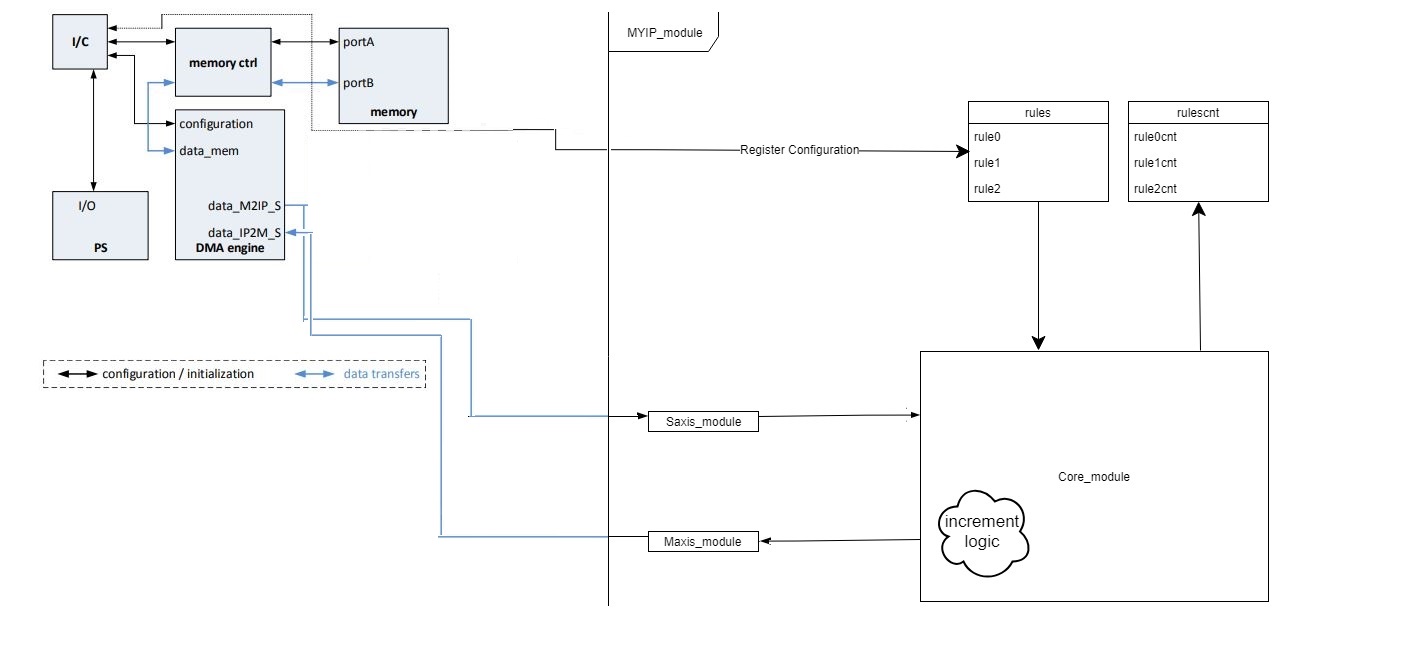 I/C
memory ctrl
portA
portB
memory
configuration
data_mem
data_M2IP_S
data_IP2M_S
DMA engine
I/O
PS
configuration / initialization
data transfers
MYIP_module
Register Configuration
rules
rule0
rule1
rule2
rulescnt
rule0cnt
rule1cnt
rule2cnt
Saxis_module
Maxis_module
Core_module
increment
logic